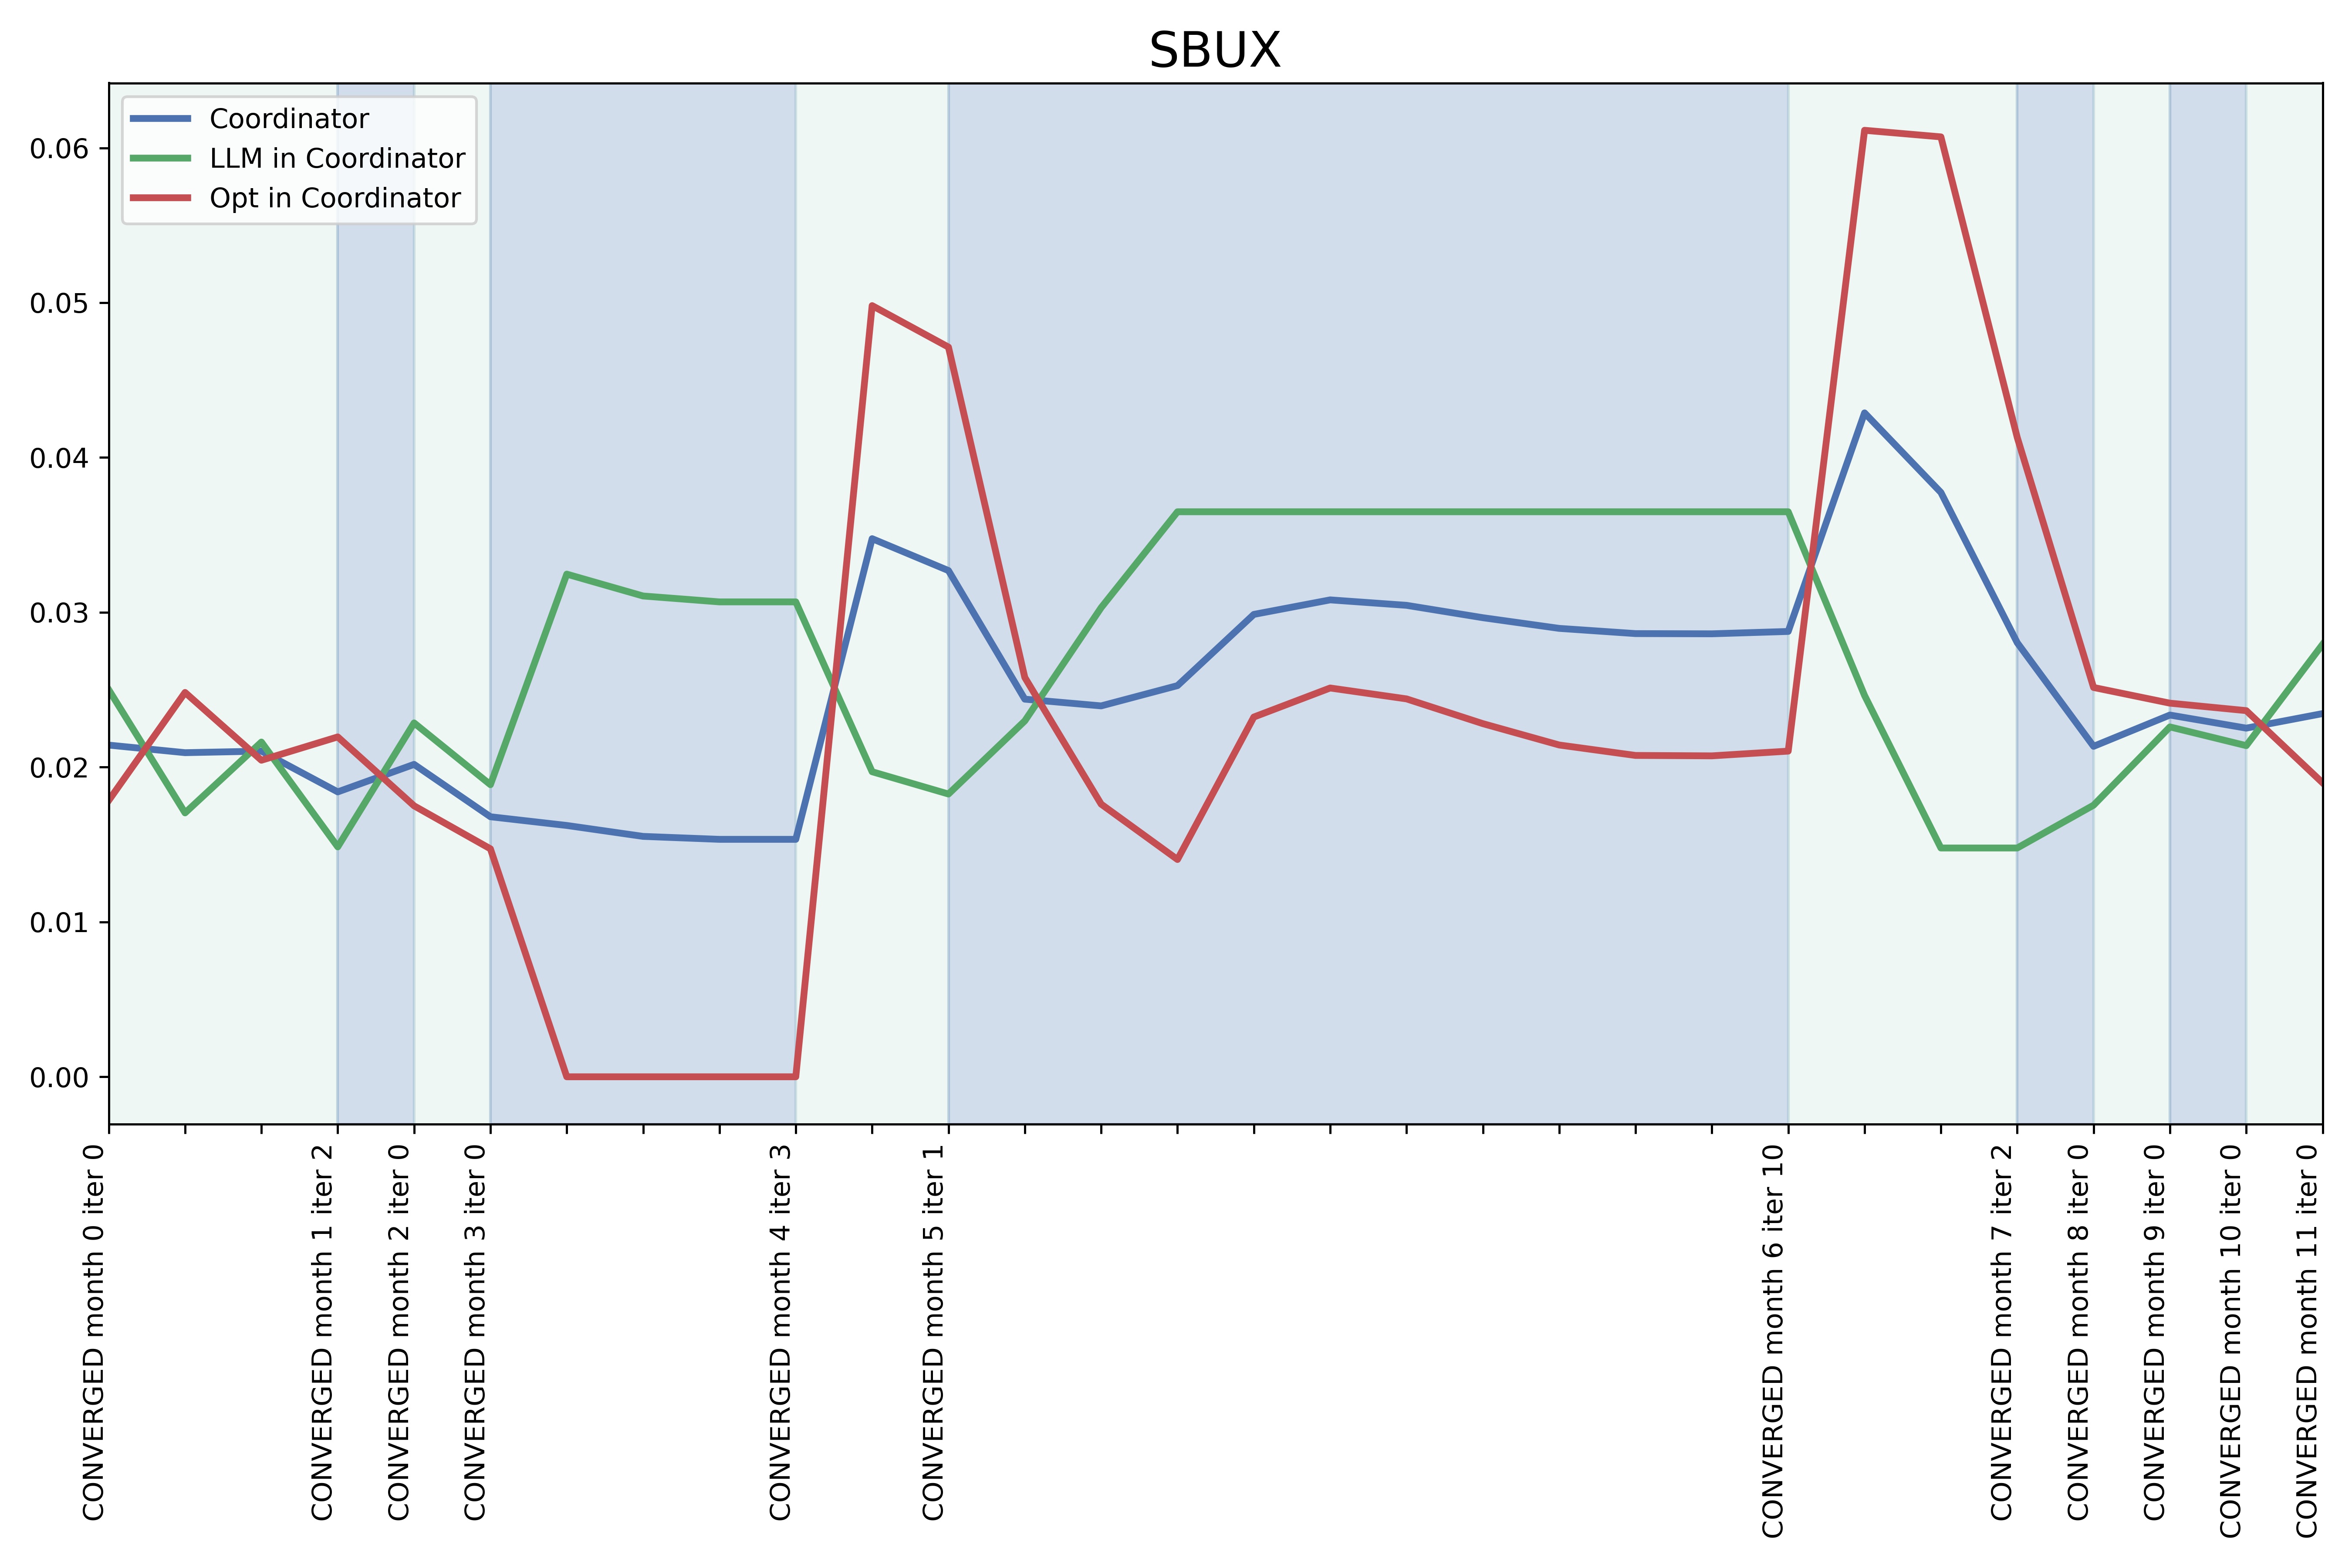 SBUX
Coordinator
LLM in Coordinator
Opt in Coordinator
0.06
0.05
0.04
0.03
0.02
0.01
0.00
CONVERGED month 0 iter 0
CONVERGED month 1 iter 2
CONVERGED month 2 iter 0
CONVERGED month 3 iter 0
CONVERGED month 4 iter 3
CONVERGED month 5 iter 1
CONVERGED month 6 iter 10
CONVERGED month 7 iter 2
CONVERGED month 8 iter 0
CONVERGED month 9 iter 0
CONVERGED month 10 iter 0
CONVERGED month 11 iter 0